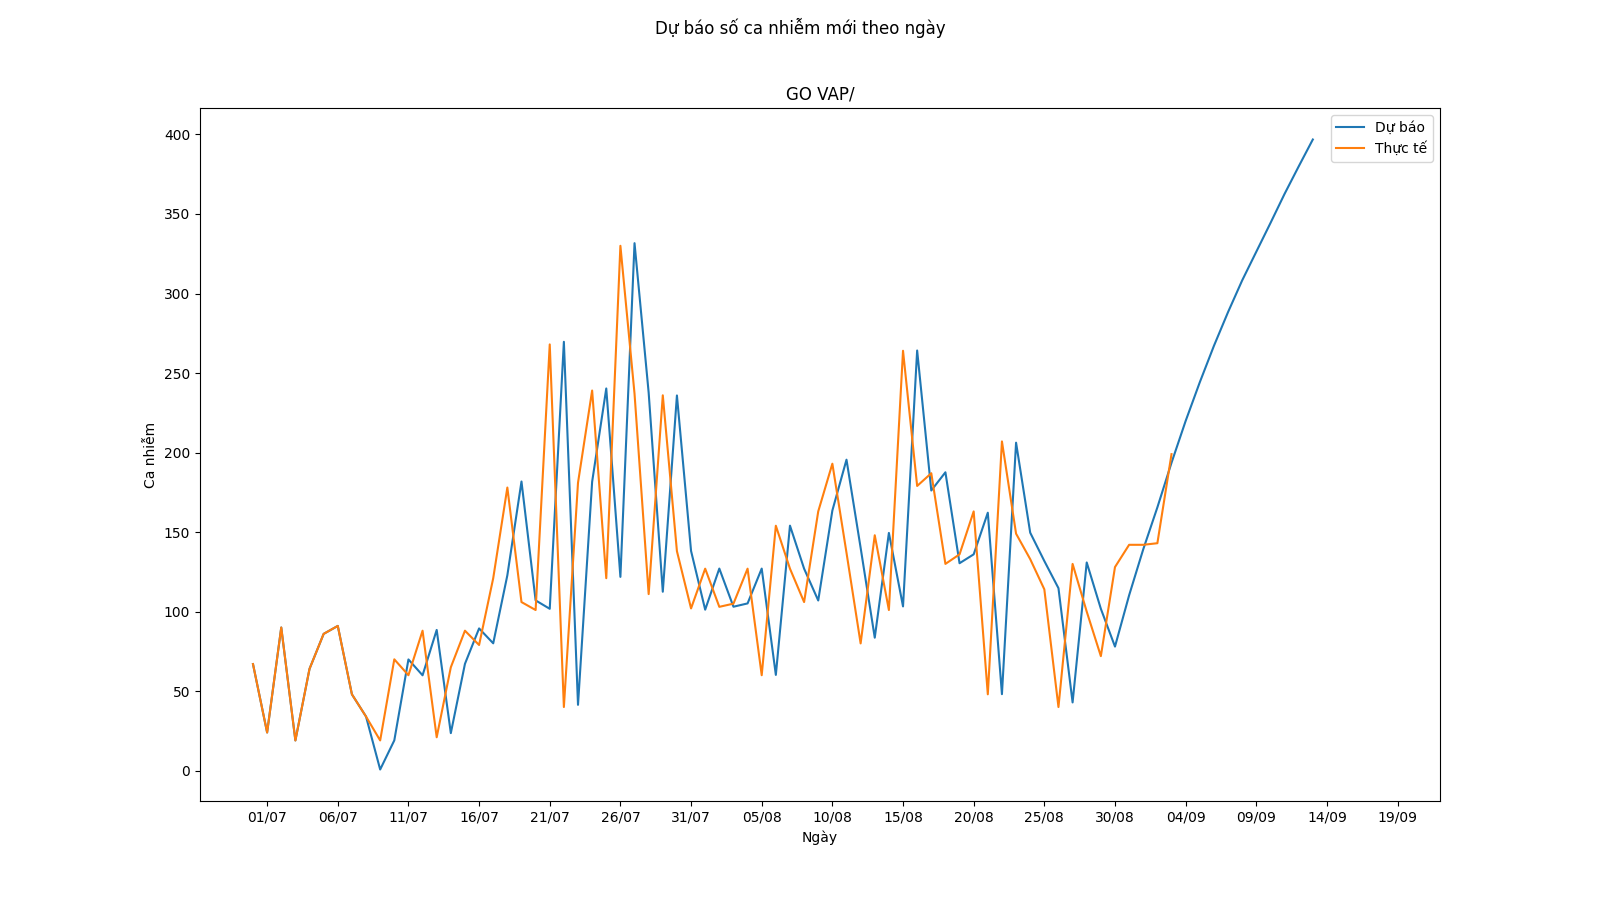 Dự báo số ca nhiễm mới theo ngày
GO VAP/
Dự báo
Thực tế
400
350
300
250
200
150
100
50
0
Ca nhiễm
01/07 06/07 11/07 16/07 21/07 26/07 31/07 05/08 10/08 15/08 20/08 25/08 30/08 04/09 09/09 14/09 19/09
Ngày